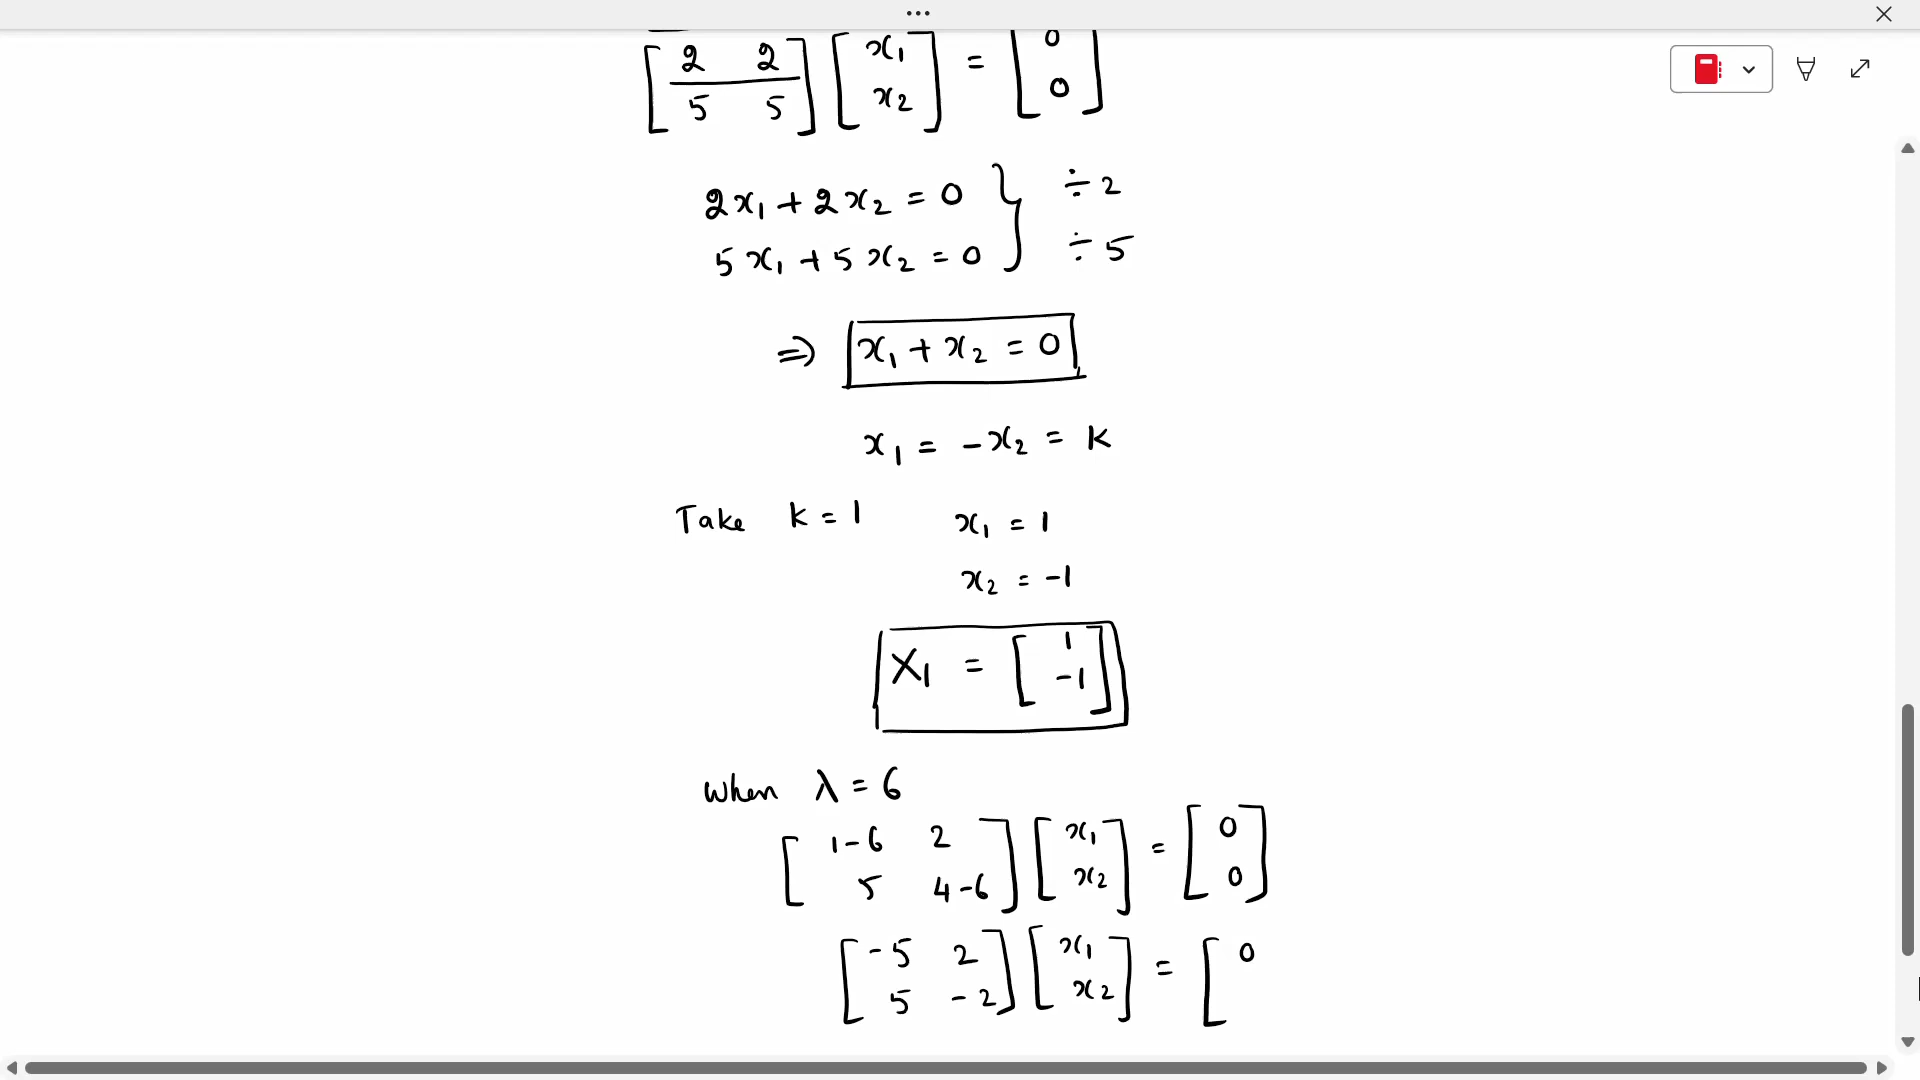 [2 2 5 5] [x₁ x₂] = [0 0]
2x₁ + 2x₂ = 0 } ÷ 2
5x₁ + 5x₂ = 0 } ÷ 5
⇒ x₁ + x₂ = 0
x₁ = -x₂ = k
Take k = 1 x₁ = 1
x₂ = -1
X₁ = [1 -1]
When λ = 6
[1-6 2 5 4-6] [x₁ x₂] = [0 0]
[-5 2 5 -2] [x₁ x₂] = [0